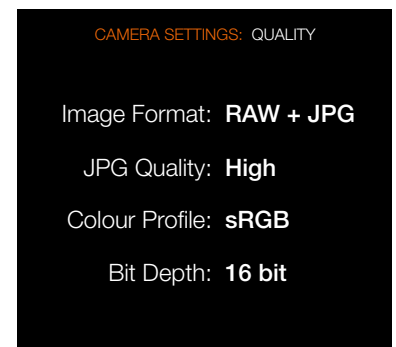 CAMERA SETTINGS: QUALITY
Image Format: RAW + JPG
JPG Quality: High
Colour Profile: sRGB
Bit Depth: 16 bit